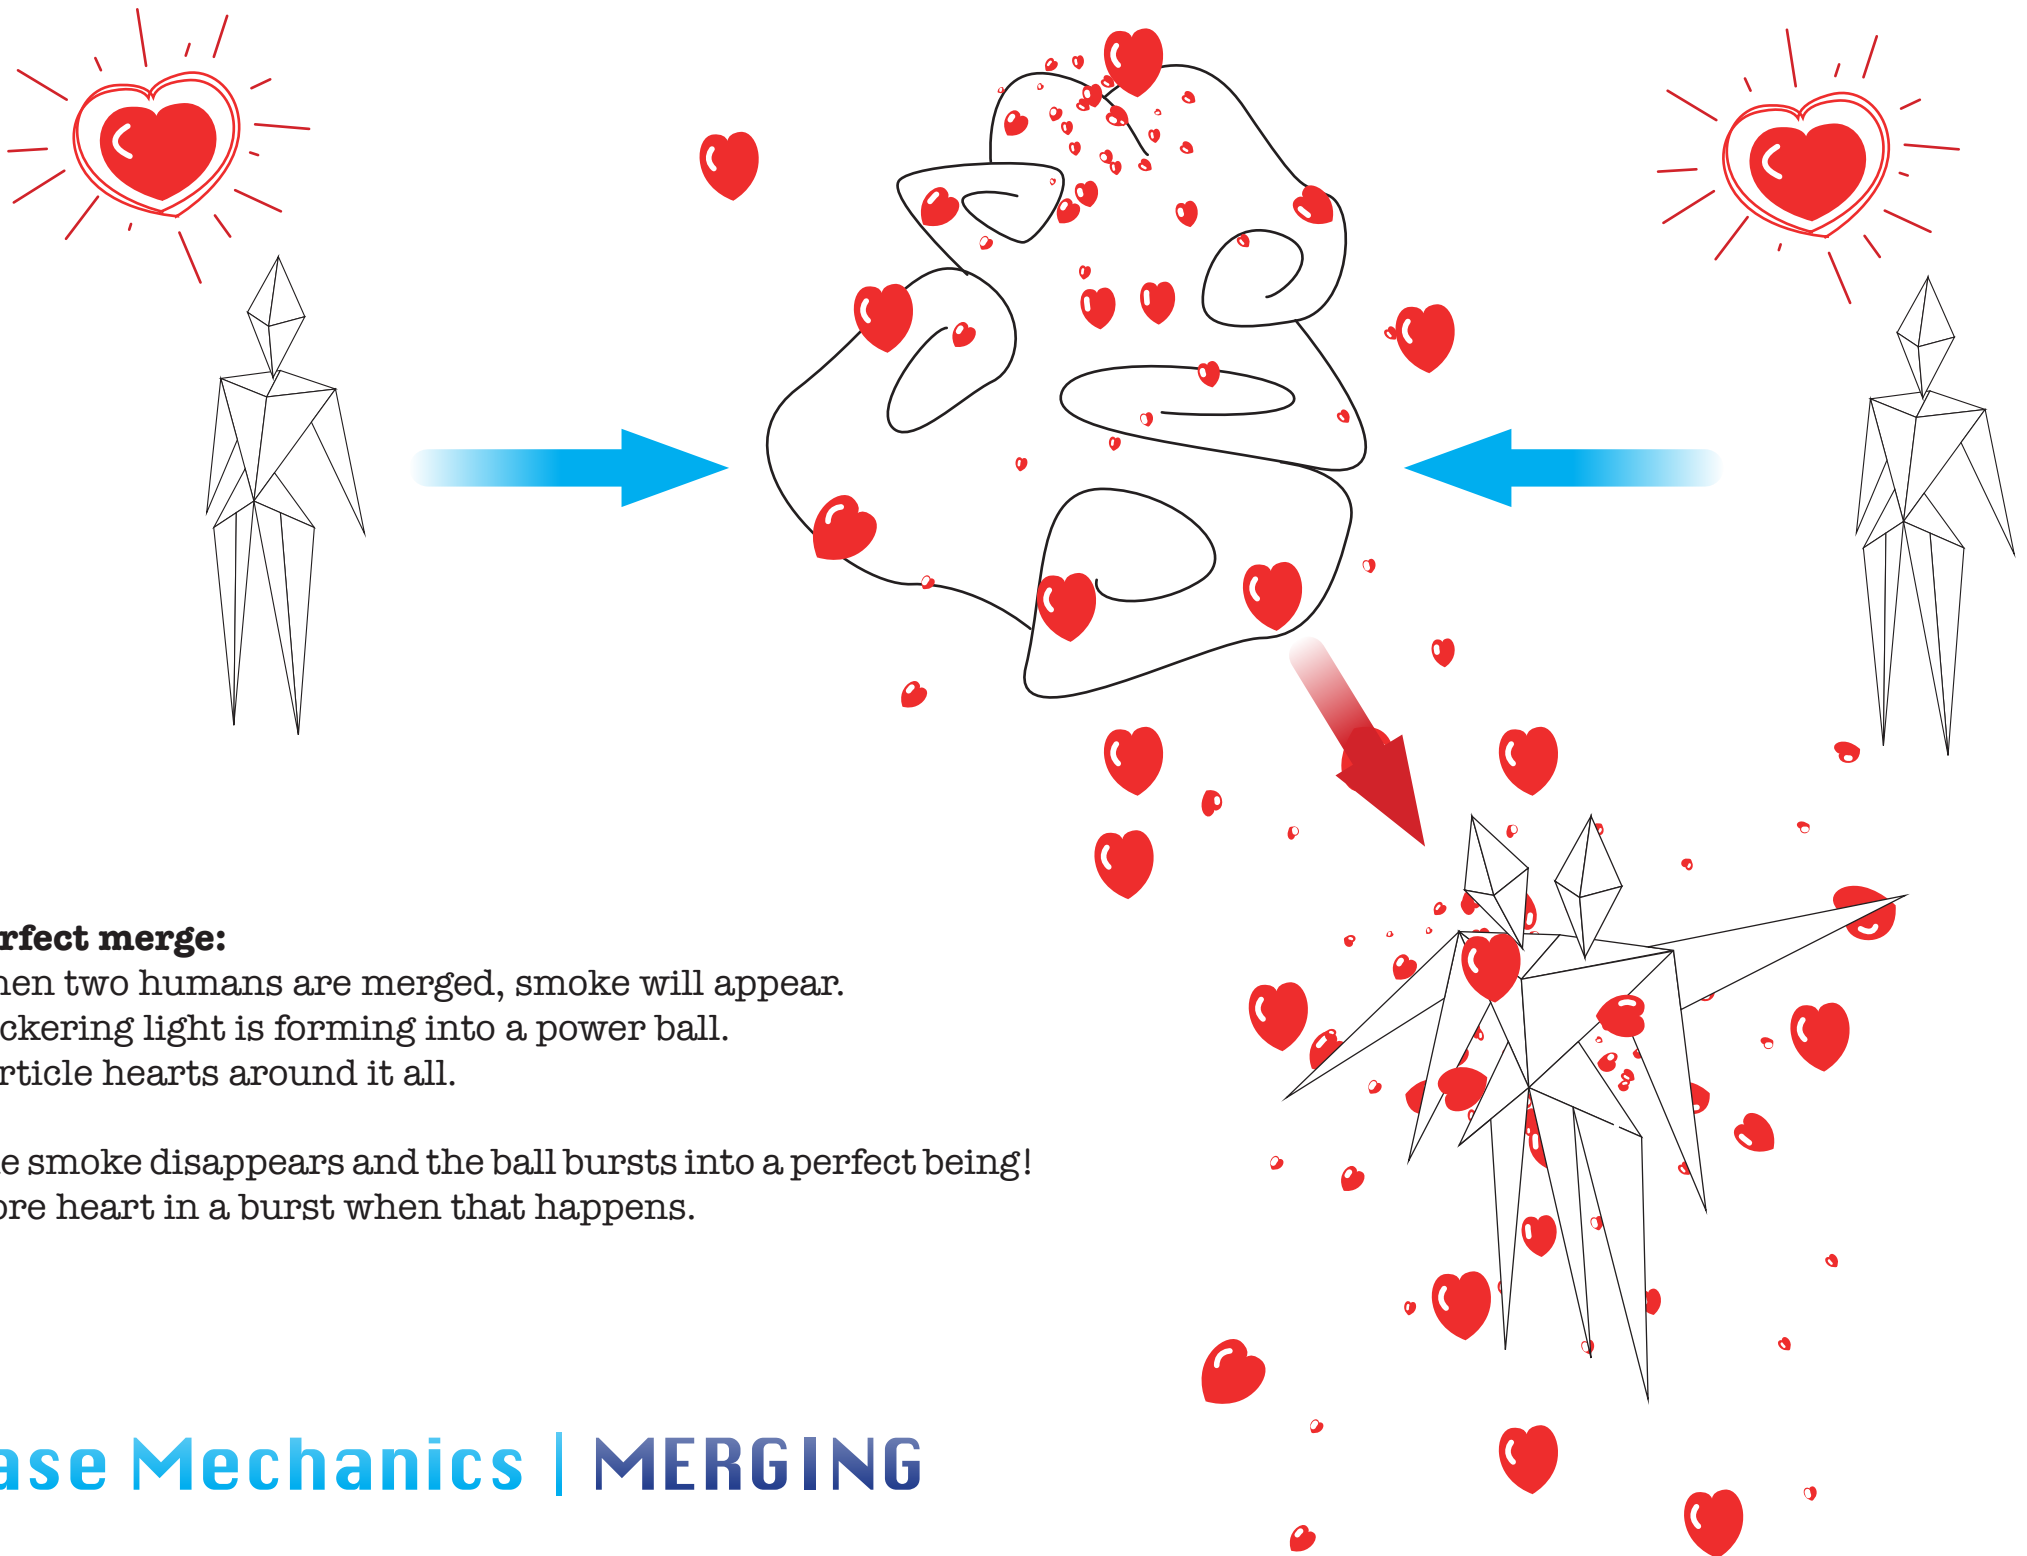 rfect merge:
hen two humans are merged, smoke will appear.
ckering light is forming into a power ball.
rticle hearts around it all.
e smoke disappears and the ball bursts into a perfect being!
ore heart in a burst when that happens.
ase Mechanics | MERGING